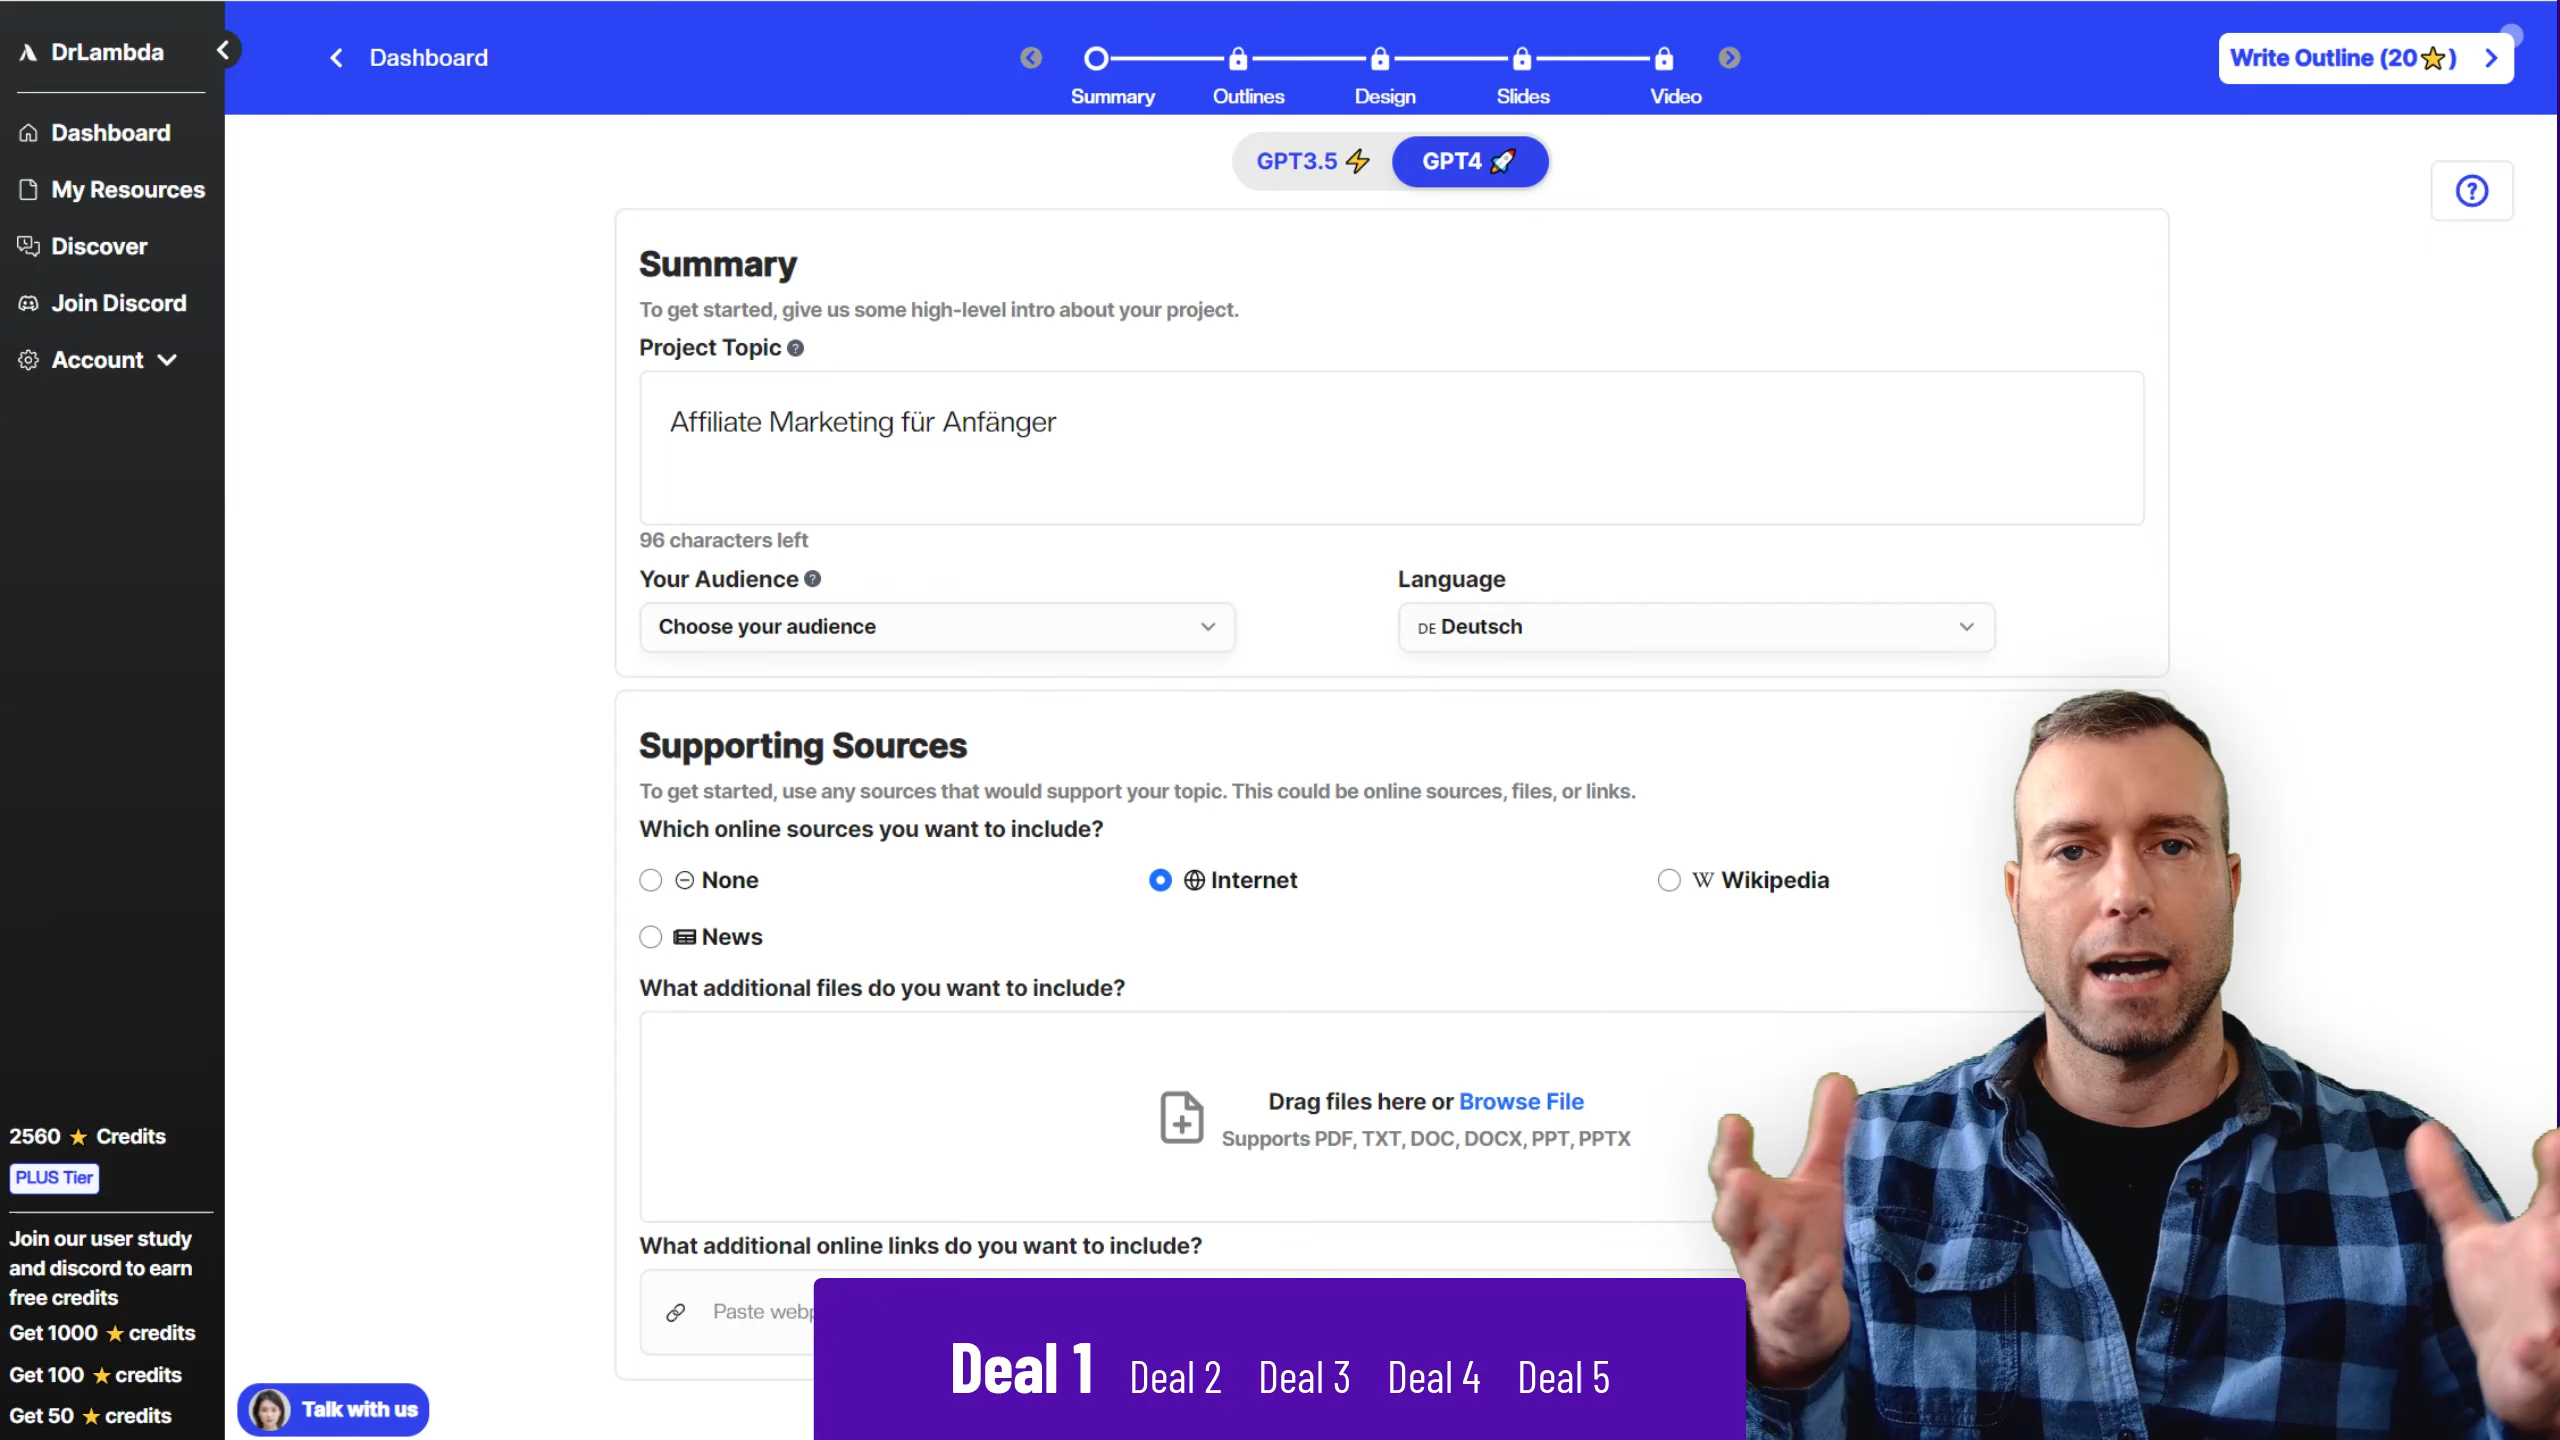 DrLambda
Dashboard
My Resources
Discover
Join Discord
Account
2560 Credits
PLUS Tier
Join our user study
and discord to earn
free credits
Get 1000 credits
Get 100 credits
Get 50 credits
Dashboard
Summary
Outlines
Design
Slides
Video
Write Outline (20)
GPT3.5
GPT4
Summary
To get started, give us some high-level intro about your project.
Project Topic
Affiliate Marketing für Anfänger
96 characters left
Your Audience
Language
Choose your audience
DE Deutsch
Supporting Sources
To get started, use any sources that would support your topic. This could be online sources, files, or links.
Which online sources you want to include?
None
Internet
W Wikipedia
News
What additional files do you want to include?
Drag files here or Browse File
Supports PDF, TXT, DOC, DOCX, PPT, PPTX
What additional online links do you want to include?
Paste
Talk with us
Deal 1 Deal 2 Deal 3 Deal 4 Deal 5